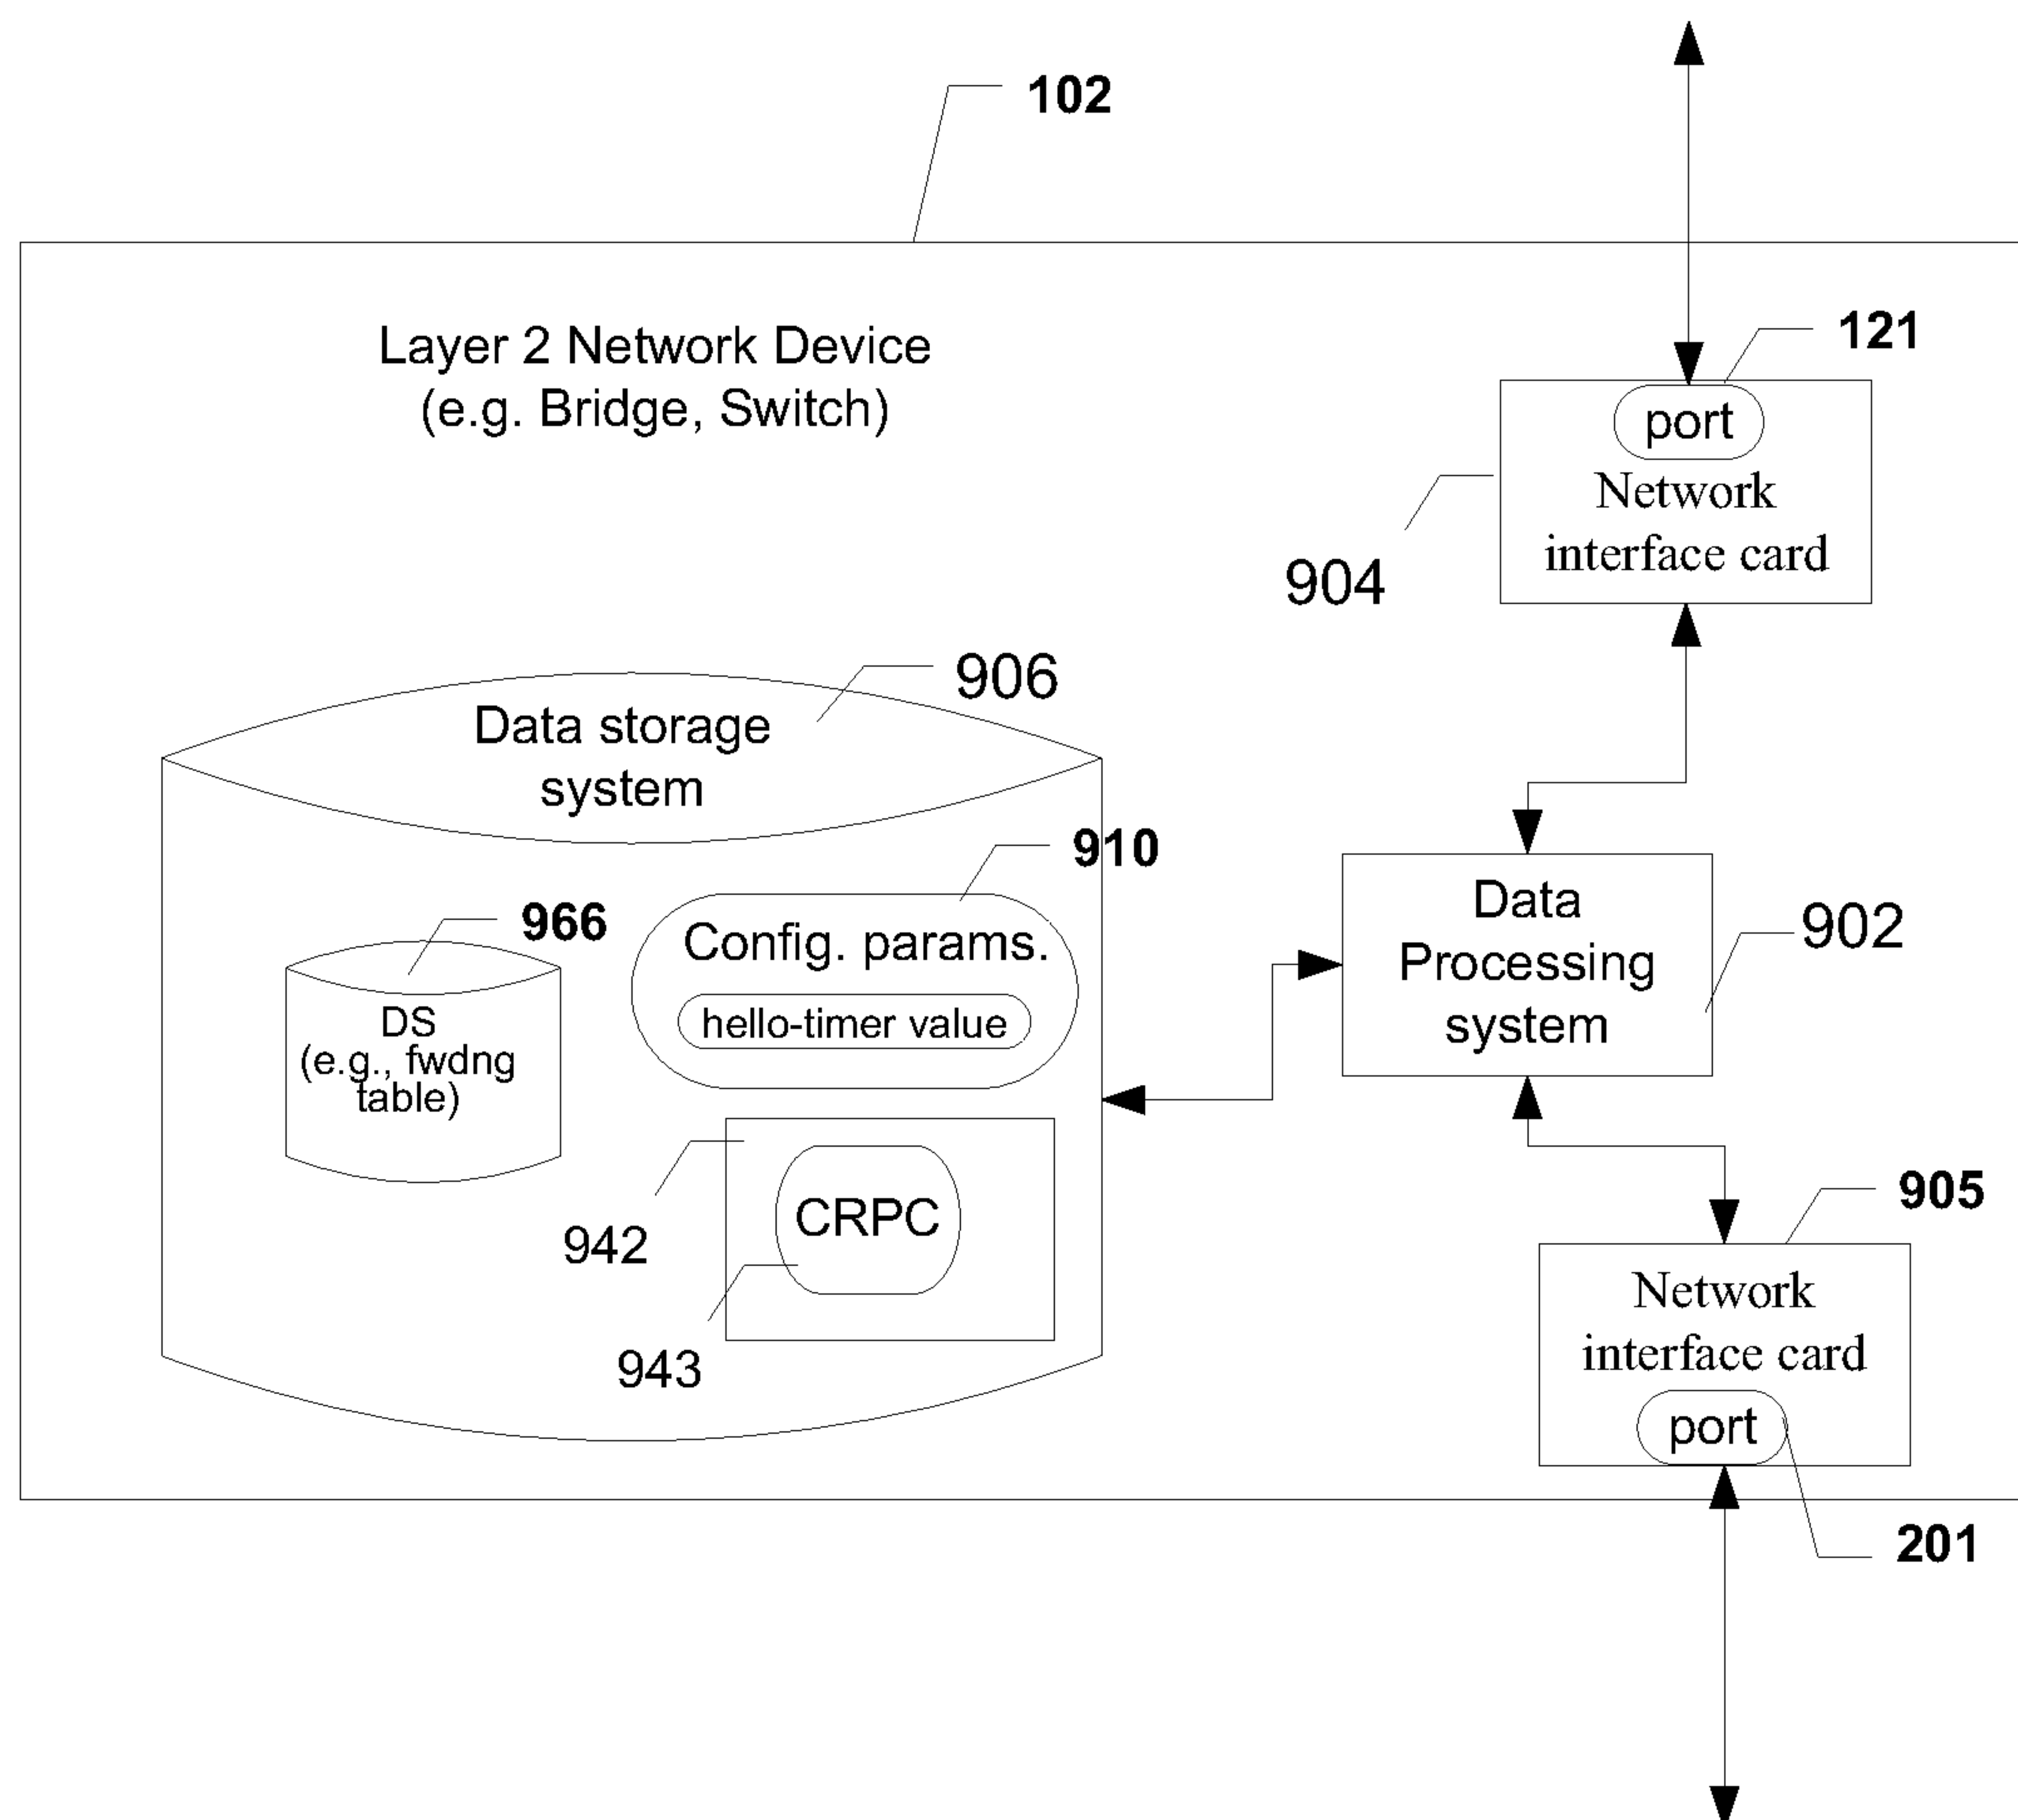 102
Layer 2 Network Device
(e.g. Bridge, Switch)
121
port
Network
interface card
904
906
Data storage
system
910
966
Config. params.
hello-timer value
DS
(e.g., fwdng
table)
Data
Processing
system
902
942
CRPC
943
905
Network
interface card
port
201